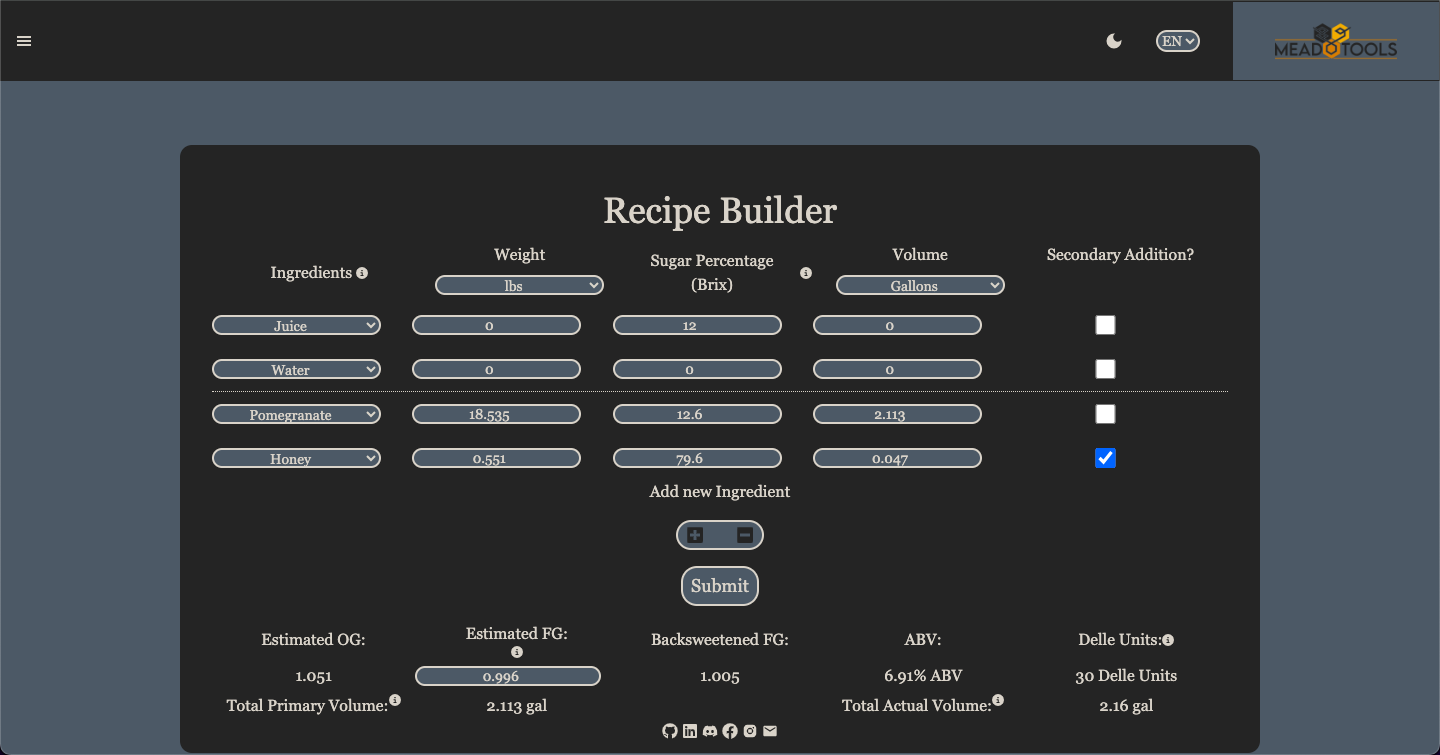 EN
MEAD TOOLS
Recipe Builder
Ingredients
Weight
lbs
Sugar Percentage
(Brix)
Volume
Gallons
Secondary Addition?
Juice 0 12 0
Water 0 0 0
Pomegranate 18.535 12.6 2.113
Honey 0.551 79.6 0.047
Add new Ingredient
Submit
Estimated OG: Estimated FG: Backsweetened FG: ABV: Delle Units:
1.051 0.996 1.005 6.91% ABV 30 Delle Units
Total Primary Volume: 2.113 gal Total Actual Volume: 2.16 gal